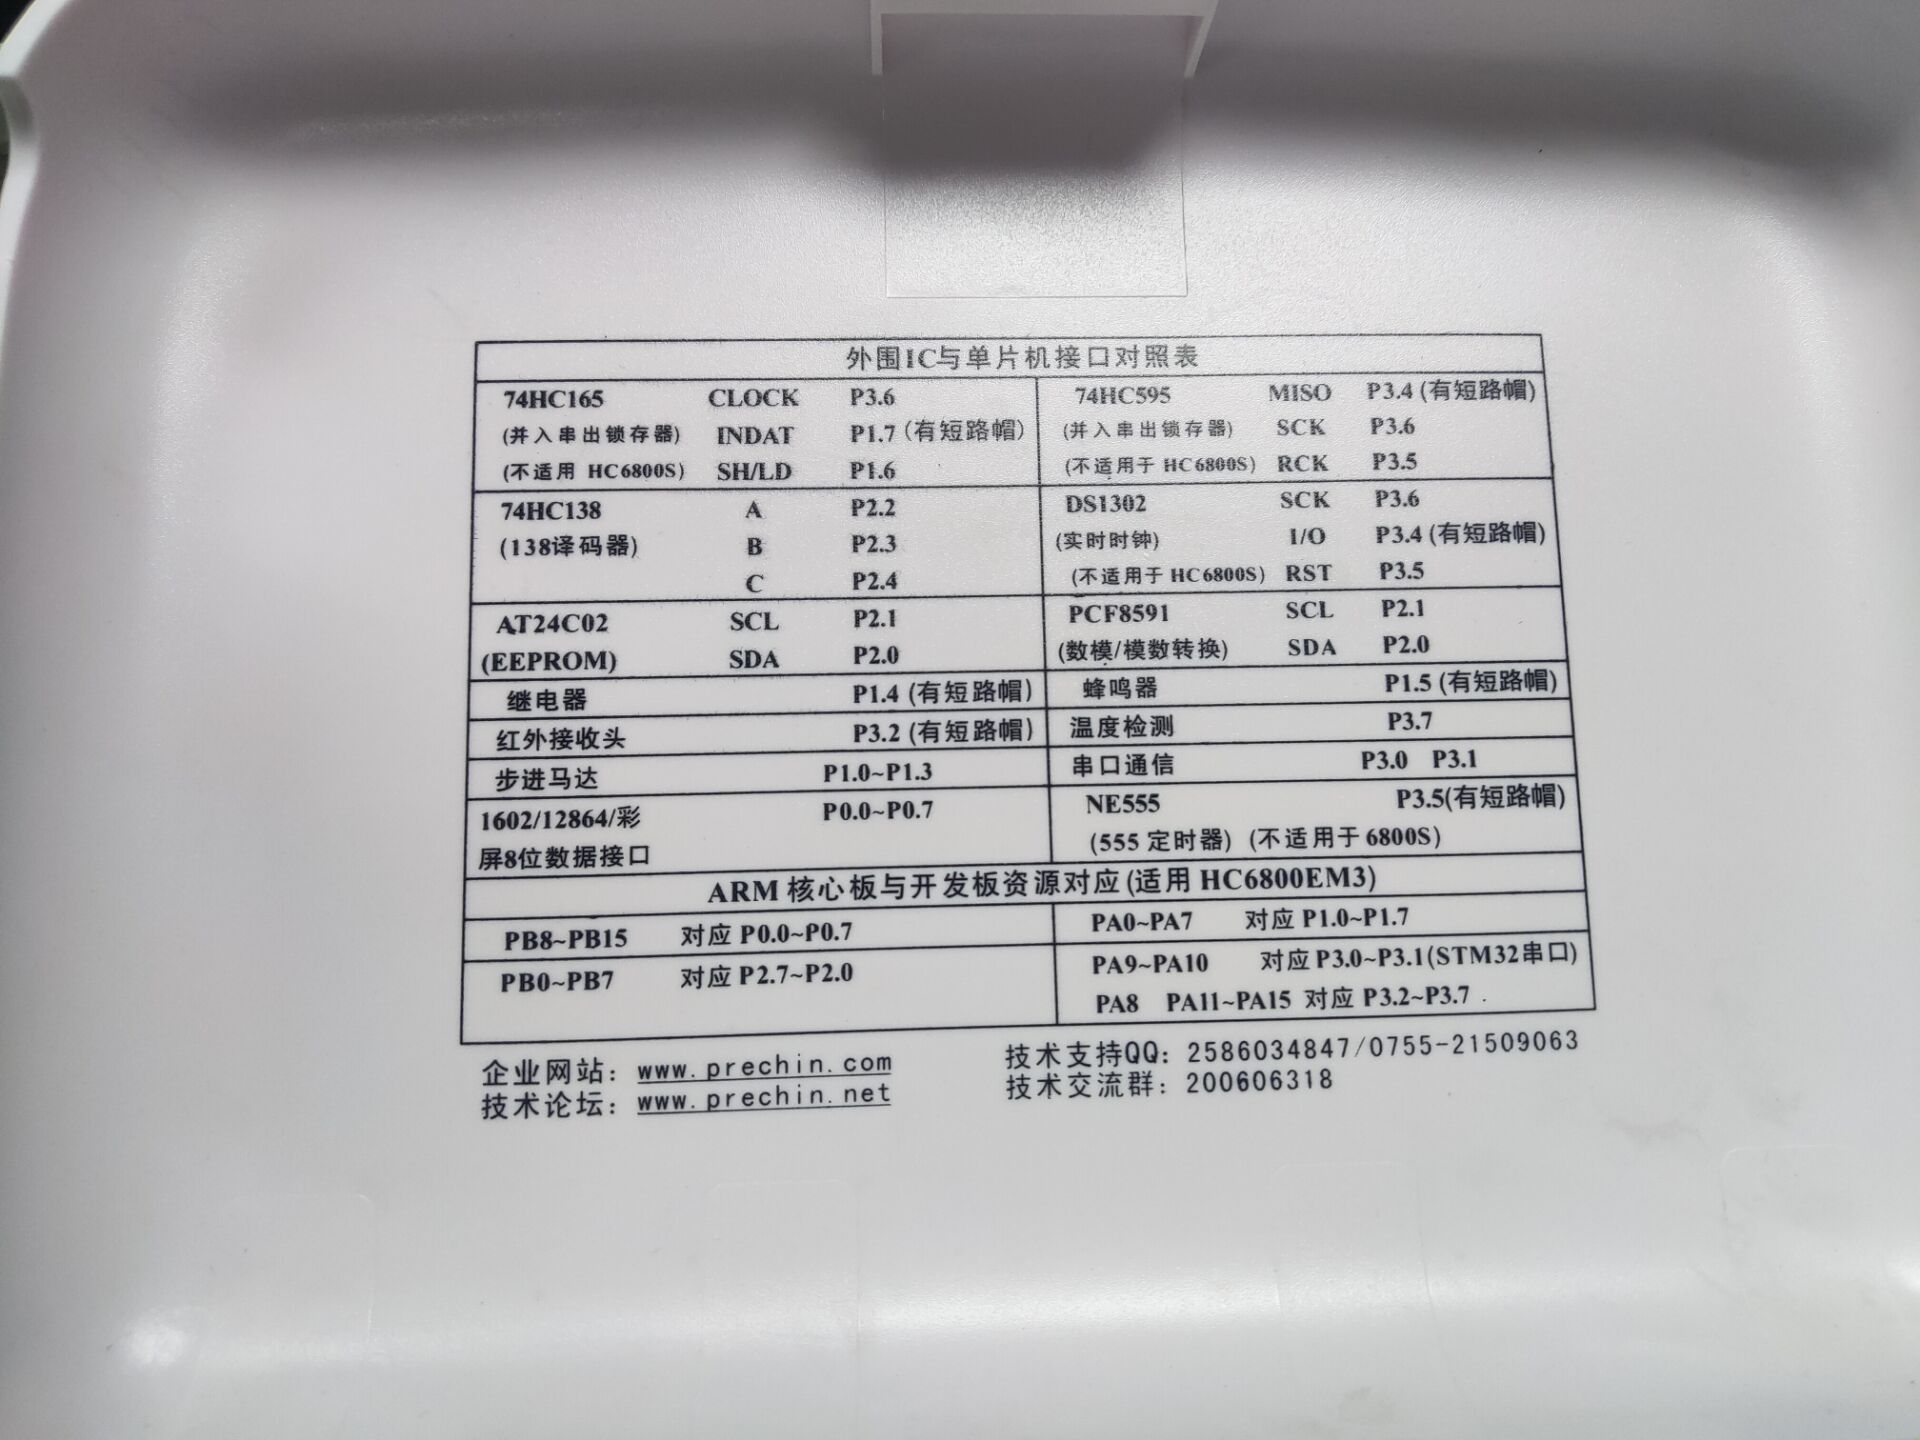 外围IC与单片机接口对照表
74HC165 CLOCK P3.6
(并入串出锁存器) INDAT P1.7(有短路帽)
(不适用 HC6800S) SH/LD P1.6
74HC595 MISO P3.4(有短路帽)
(并入串出锁存器) SCK P3.6
(不适用于 HC6800S) RCK P3.5
74HC138 A P2.2
(138译码器) B P2.3
C P2.4
DS1302 SCK P3.6
(实时时钟) I/O P3.4(有短路帽)
(不适用于HC6800S) RST P3.5
AT24C02 SCL P2.1
(EEPROM) SDA P2.0
PCF8591 SCL P2.1
(数模/模数转换) SDA P2.0
继电器 P1.4(有短路帽)
蜂鸣器 P1.5(有短路帽)
红外接收头 P3.2(有短路帽)
温度检测 P3.7
步进马达 P1.0~P1.3
串口通信 P3.0 P3.1
1602/12864/彩 P0.0~P0.7
屏8位数据接口
NE555 P3.5(有短路帽)
(555 定时器) (不适用于6800S)
ARM 核心板与开发板资源对应(适用 HC6800EM3)
PB8~PB15 对应 P0.0~P0.7
PA0~PA7 对应 P1.0~P1.7
PB0~PB7 对应 P2.7~P2.0
PA9~PA10 对应 P3.0~P3.1(STM32串口)
PA8 PA11~PA15 对应 P3.2~P3.7
企业网站：www.prechin.com
技术论坛：www.prechin.net
技术支持QQ：2586034847/0755-21509063
技术交流群：200606318